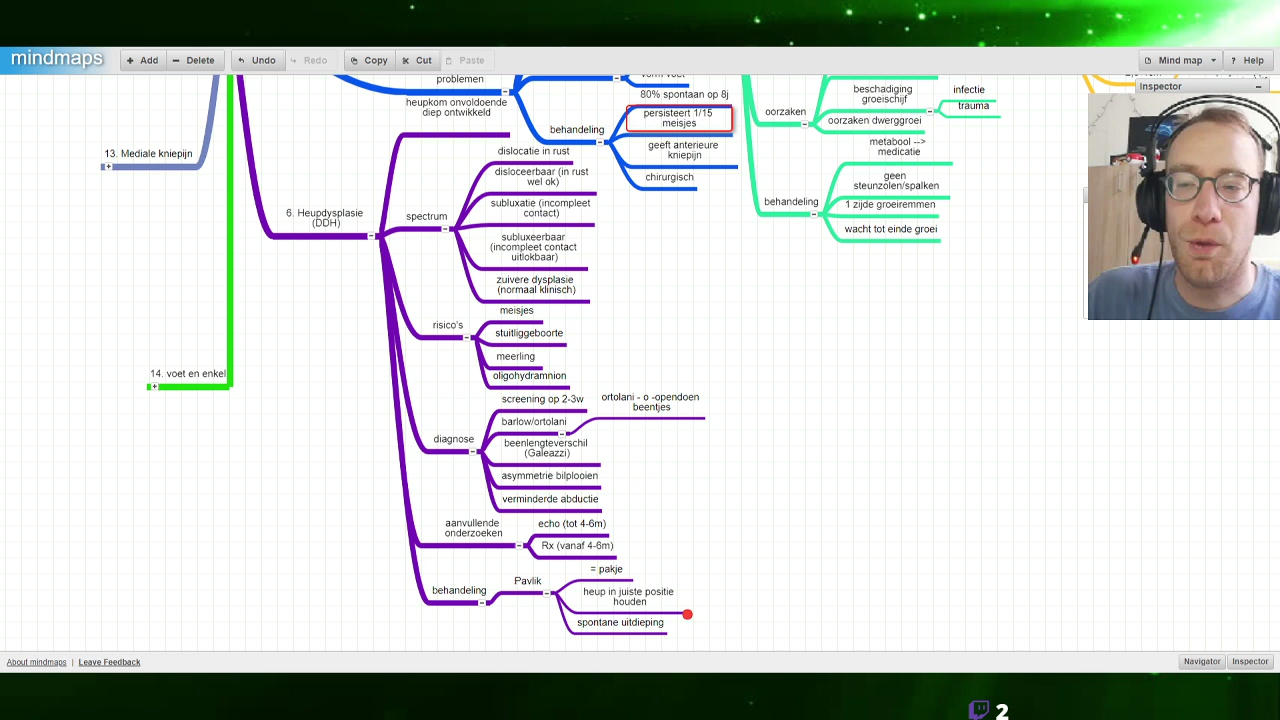 mindmaps
Add
Delete
Undo
Redo
Copy
Cut
Paste
Mind map
Help
Inspector
problemen
heupkom onvoldoende
diep ontwikkeld
vorm voet
80% spontaan op 8j
persisteert 1/15
meisjes
behandeling
geeft anterieure
kniepijn
chirurgisch
oorzaken
beschadiging
groeischijf
infectie
trauma
oorzaken dwerggroei
metabool -->
medicatie
geen
steunzolen/spalken
behandeling
1 zijde groeiremmen
wacht tot einde groei
13. Mediale kniepijn
6. Heupdysplasie
(DDH)
spectrum
dislocatie in rust
disloceerbaar (in rust
wel ok)
subluxatie (incompleet
contact)
subluxeerbaar
(incompleet contact
uitlokbaar)
zuivere dysplasie
(normaal klinisch)
risico's
meisjes
stuitliggeboorte
meerling
oligohydramnion
14. voet en enkel
diagnose
screening op 2-3w
barlow/ortolani
ortolani - o -opendoen
beentjes
beenlengteverschil
(Galeazzi)
asymmetrie bilplooien
verminderde abductie
aanvullende
onderzoeken
echo (tot 4-6m)
Rx (vanaf 4-6m)
behandeling
Pavlik
= pakje
heup in juiste positie
houden
spontane uitdieping
About mindmaps | Leave Feedback
Navigator
Inspector
2